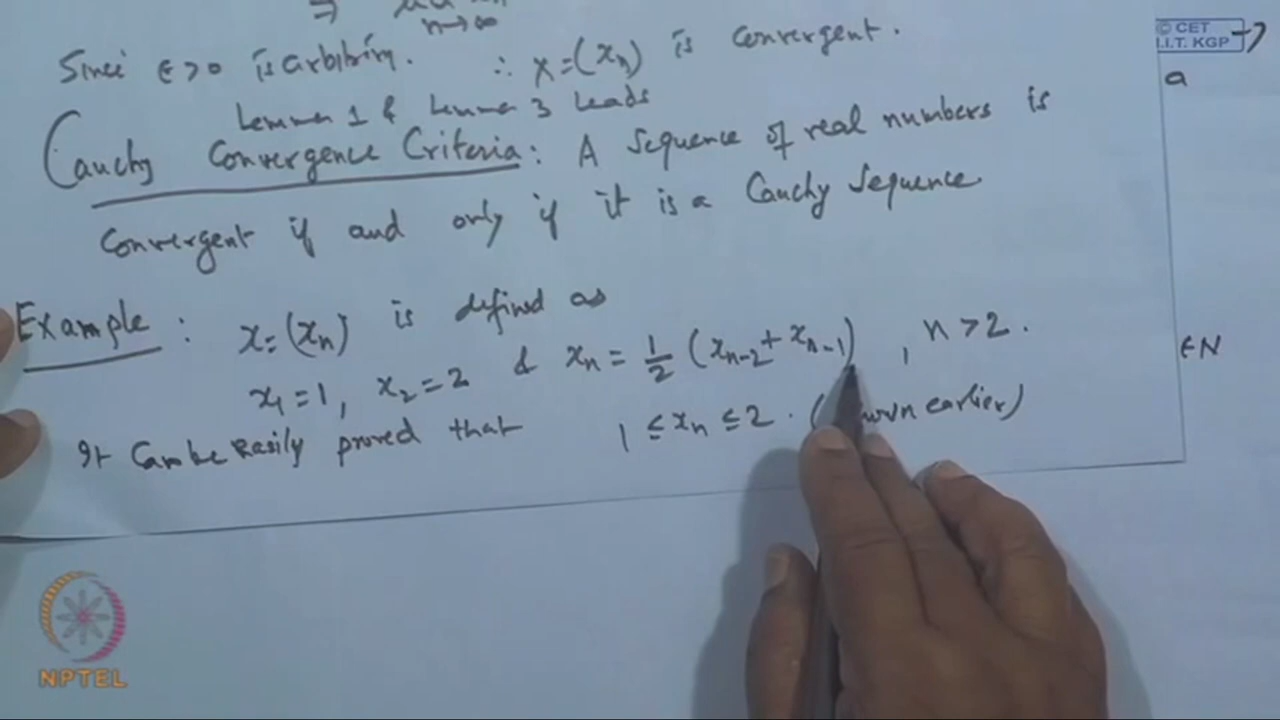 ⇒
n→∞
Since ε>0 is arbitrary. ∴ x=(xₙ) is convergent.
Lemma 1 & Lemma 3 Leads
Cauchy Convergence Criteria: A sequence of real numbers is
Convergent if and only if it is a Cauchy Sequence
Example: x=(xₙ) is defined as
x₁=1, x₂=2 & xₙ = 1/2 (xₙ₋₂ + xₙ₋₁), n>2.
It can be easily proved that 1 ≤ xₙ ≤ 2. ( earlier)
© CET
I.I.T. KGP
a
∈N
NPTEL